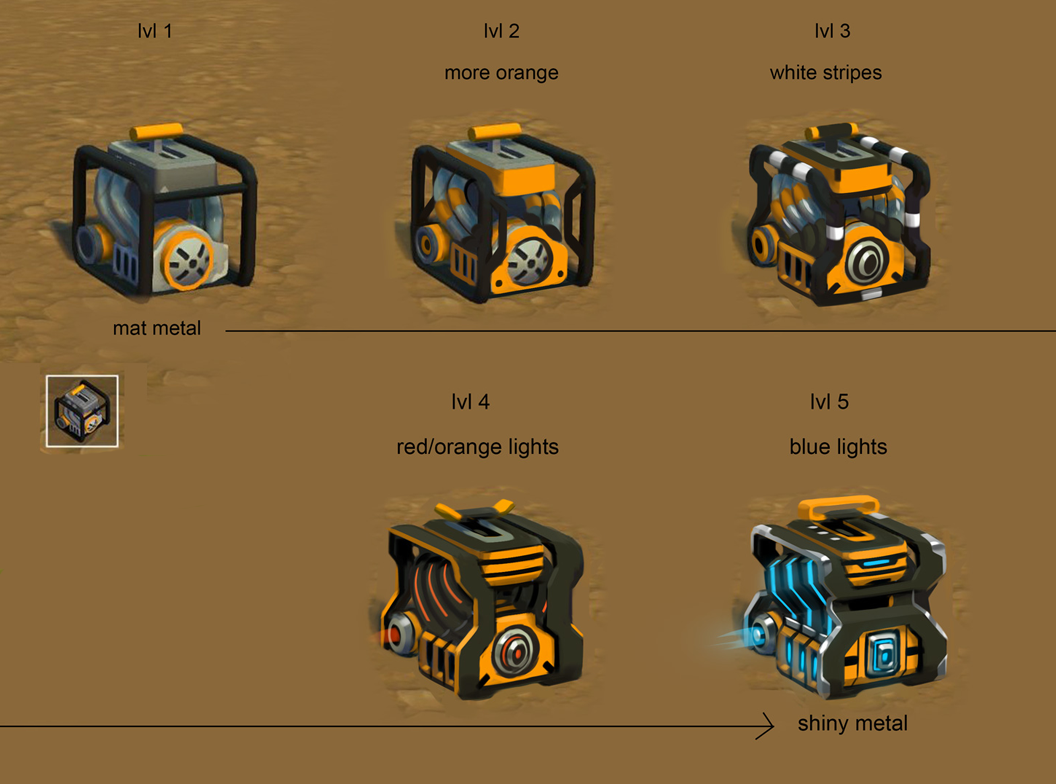 lvl 1
lvl 2
lvl 3
more orange
white stripes
mat metal
lvl 4
lvl 5
red/orange lights
blue lights
shiny metal